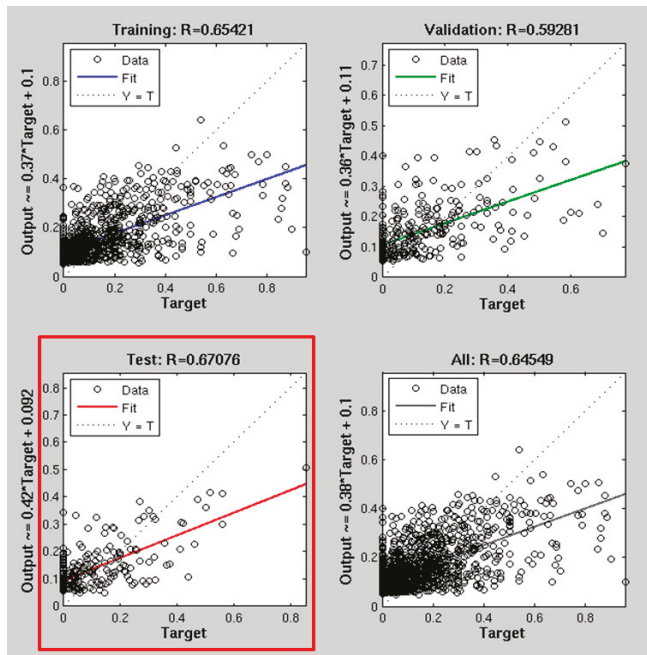 Training: R=0.65421
Output ~= 0.37*Target + 0.1
Data
Fit
Y = T
0.8
0.6
0.4
0.2
0
0
0.2
0.4
0.6
0.8
Target
Validation: R=0.59281
Output ~= 0.36*Target + 0.11
Data
Fit
Y = T
0.7
0.6
0.5
0.4
0.3
0.2
0.1
0
0
0.2
0.4
0.6
Target
Test: R=0.67076
Output ~= 0.42*Target + 0.092
Data
Fit
Y = T
0.8
0.7
0.6
0.5
0.4
0.3
0.2
0.1
0
0
0.2
0.4
0.6
0.8
Target
All: R=0.64549
Output ~= 0.38*Target + 0.1
Data
Fit
Y = T
0.8
0.6
0.4
0.2
0
0
0.2
0.4
0.6
0.8
Target